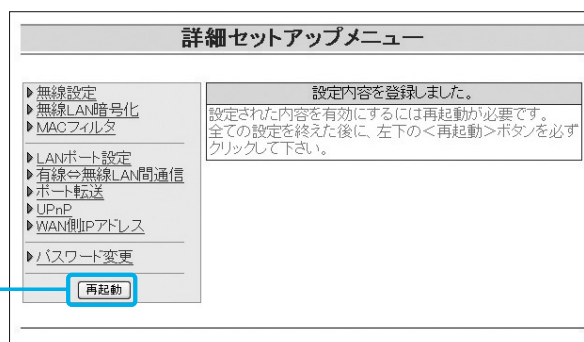 詳細セットアップメニュー
無線設定
無線LAN暗号化
MACフィルタ
LANポート設定
有線⇔無線LAN間通信
ポート転送
UPnP
WAN側IPアドレス
パスワード変更
再起動
設定内容を登録しました。
設定された内容を有効にするには再起動が必要です。
全ての設定を終えた後に、左下の<再起動>ボタンを必ず
クリックして下さい。